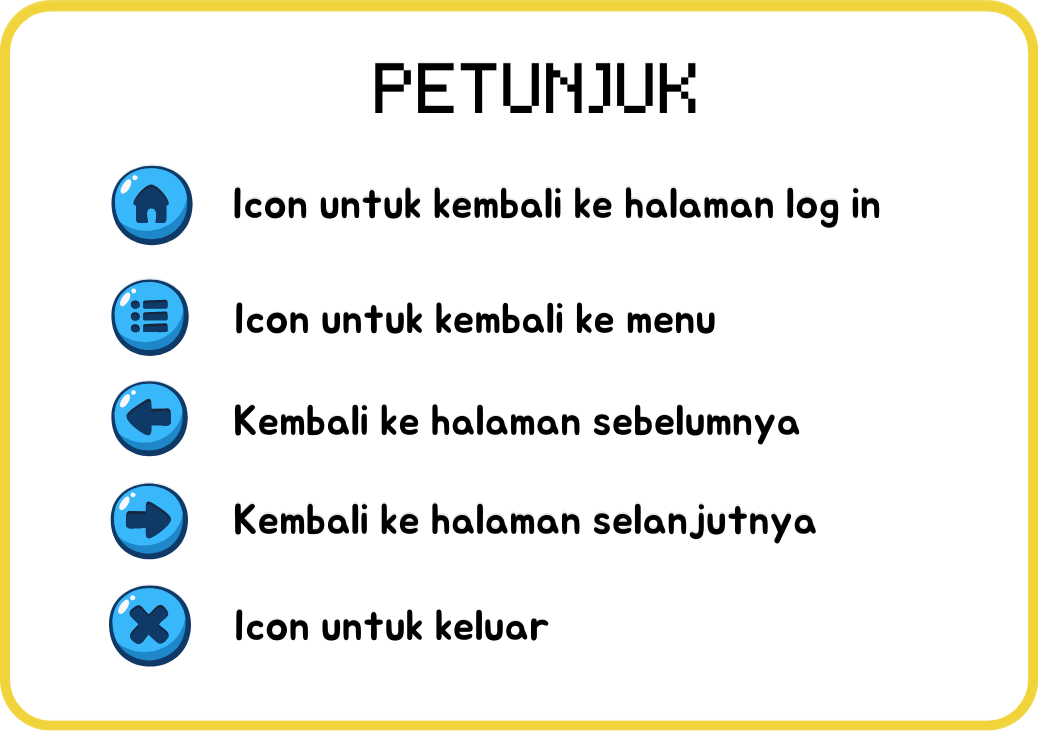 PETUNJUK
Icon untuk kembali ke halaman log in
Icon untuk kembali ke menu
Kembali ke halaman sebelumnya
Kembali ke halaman selanjutnya
Icon untuk keluar